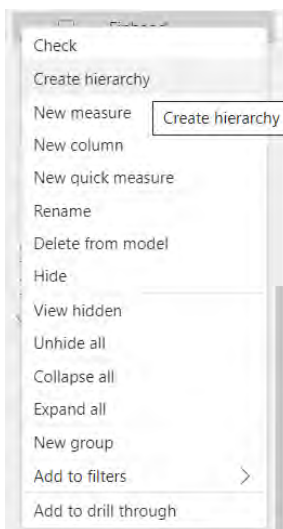 Check
Create hierarchy
New measure
Create hierarchy
New column
New quick measure
Rename
Delete from model
Hide
View hidden
Unhide all
Collapse all
Expand all
New group
Add to filters
Add to drill through